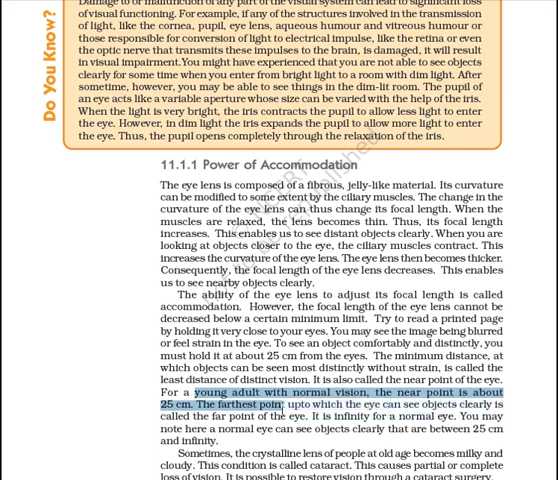 Damage to or malfunction of any part of the visual system can lead to significant loss
of visual functioning. For example, if any of the structures involved in the transmission
of light, like the cornea, pupil, eye lens, aqueous humour and vitreous humour or
those responsible for conversion of light to electrical impulse, like the retina or even
the optic nerve that transmits these impulses to the brain, is damaged, it will result
in visual impairment.You might have experienced that you are not able to see objects
clearly for some time when you enter from bright light to a room with dim light. After
sometime, however, you may be able to see things in the dim-lit room. The pupil of
an eye acts like a variable aperture whose size can be varied with the help of the iris.
When the light is very bright, the iris contracts the pupil to allow less light to enter
the eye. However, in dim light the iris expands the pupil to allow more light to enter
the eye. Thus, the pupil opens completely through the relaxation of the iris.
Do You Know?
11.1.1 Power of Accommodation
The eye lens is composed of a fibrous, jelly-like material. Its curvature
can be modified to some extent by the ciliary muscles. The change in the
curvature of the eye lens can thus change its focal length. When the
muscles are relaxed, the lens becomes thin. Thus, its focal length
increases. This enables us to see distant objects clearly. When you are
looking at objects closer to the eye, the ciliary muscles contract. This
increases the curvature of the eye lens. The eye lens then becomes thicker.
Consequently, the focal length of the eye lens decreases. This enables
us to see nearby objects clearly.
The ability of the eye lens to adjust its focal length is called
accommodation. However, the focal length of the eye lens cannot be
decreased below a certain minimum limit. Try to read a printed page
by holding it very close to your eyes. You may see the image being blurred
or feel strain in the eye. To see an object comfortably and distinctly, you
must hold it at about 25 cm from the eyes. The minimum distance, at
which objects can be seen most distinctly without strain, is called the
least distance of distinct vision. It is also called the near point of the eye.
For a young adult with normal vision, the near point is about
25 cm. The farthest point upto which the eye can see objects clearly is
called the far point of the eye. It is infinity for a normal eye. You may
note here a normal eye can see objects clearly that are between 25 cm
and infinity.
Sometimes, the crystalline lens of people at old age becomes milky and
cloudy. This condition is called cataract. This causes partial or complete
loss of vision. It is possible to restore vision through a cataract surgery.